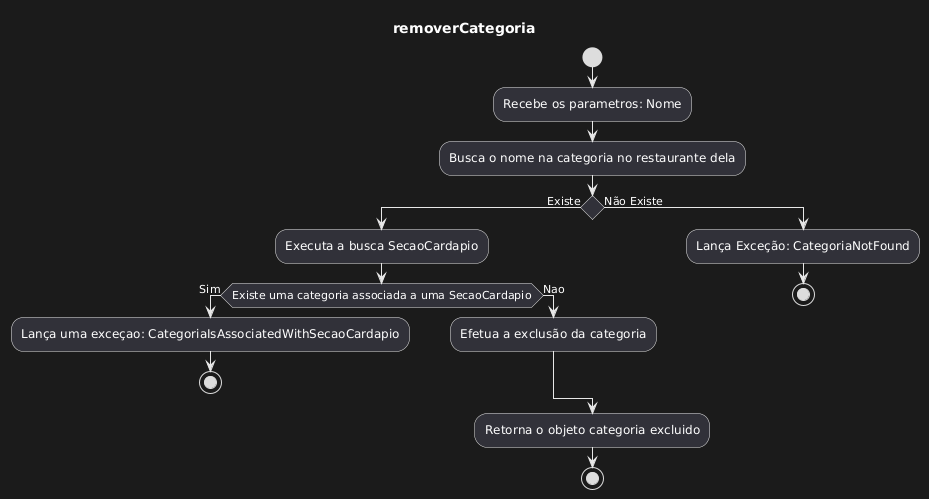 removerCategoria
Recebe os parametros: Nome
Busca o nome na categoria no restaurante dela
Existe
Não Existe
Executa a busca SecaoCardapio
Lança Exceção: CategoriaNotFound
Sim
Existe uma categoria associada a uma SecaoCardapio
Nao
Lança uma exceçao: CategorialsAssociatedWithSecaoCardapio
Efetua a exclusão da categoria
Retorna o objeto categoria excluido